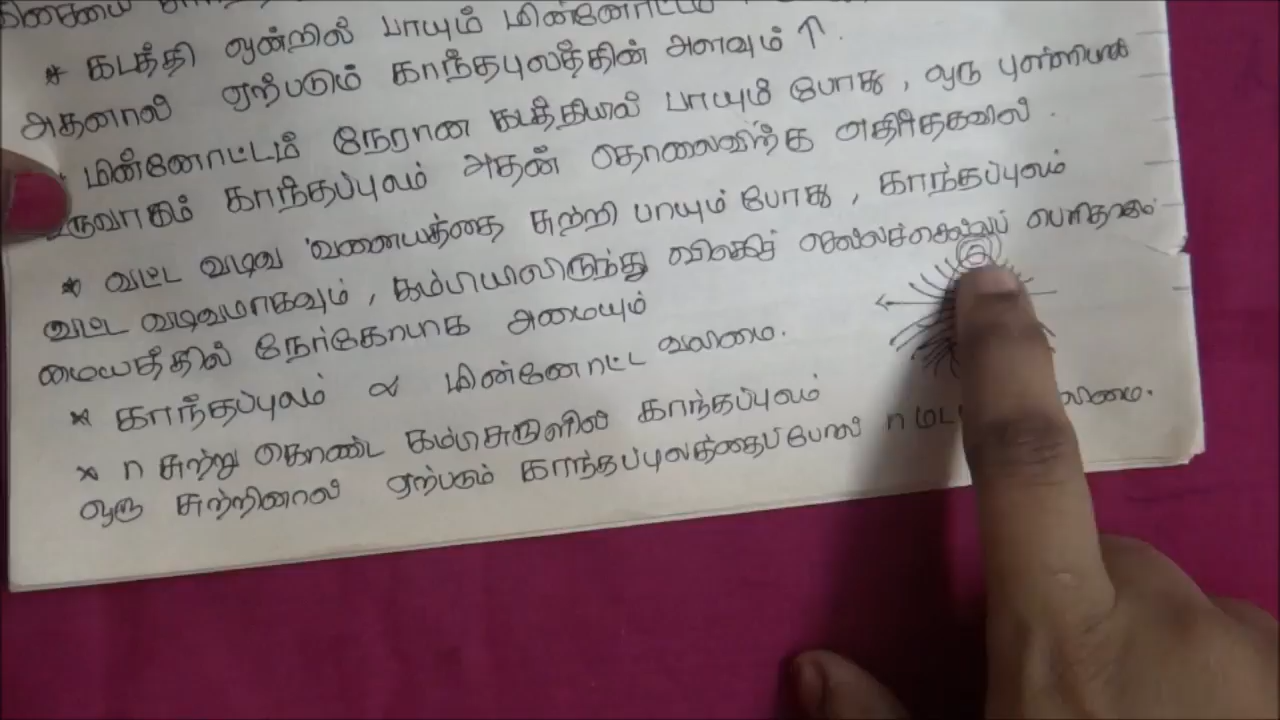 * கடத்தி ஒன்றில் பாயும் மின்னோட்டம்
அதனால் ஏற்படும் காந்தபுலத்தின் அளவும் ↑.
மின்னோட்டம் நேரான கடத்தியில் பாயும் போது, ஒரு புள்ளியில்
உருவாகும் காந்தப்புலம் அதன் தொலைவிற்கு எதிர்தகவில்.
* வட்ட வடிவ வளையத்தை சுற்றி பாயும் போது, காந்தப்புலம்
வட்ட வடிவமாகவும், கம்பியிலிருந்து விலகிச் செல்லச்செல்லப் பெரிதாகும்
மையத்தில் நேர்கோடாக அமையும்
* காந்தப்புலம் α மின்னோட்ட வலிமை.
* n சுற்று கொண்ட கம்பிசுருளில் காந்தப்புலம்
ஒரு சுற்றினால் ஏற்படும் காந்தப்புலத்தைப்போல் n மட